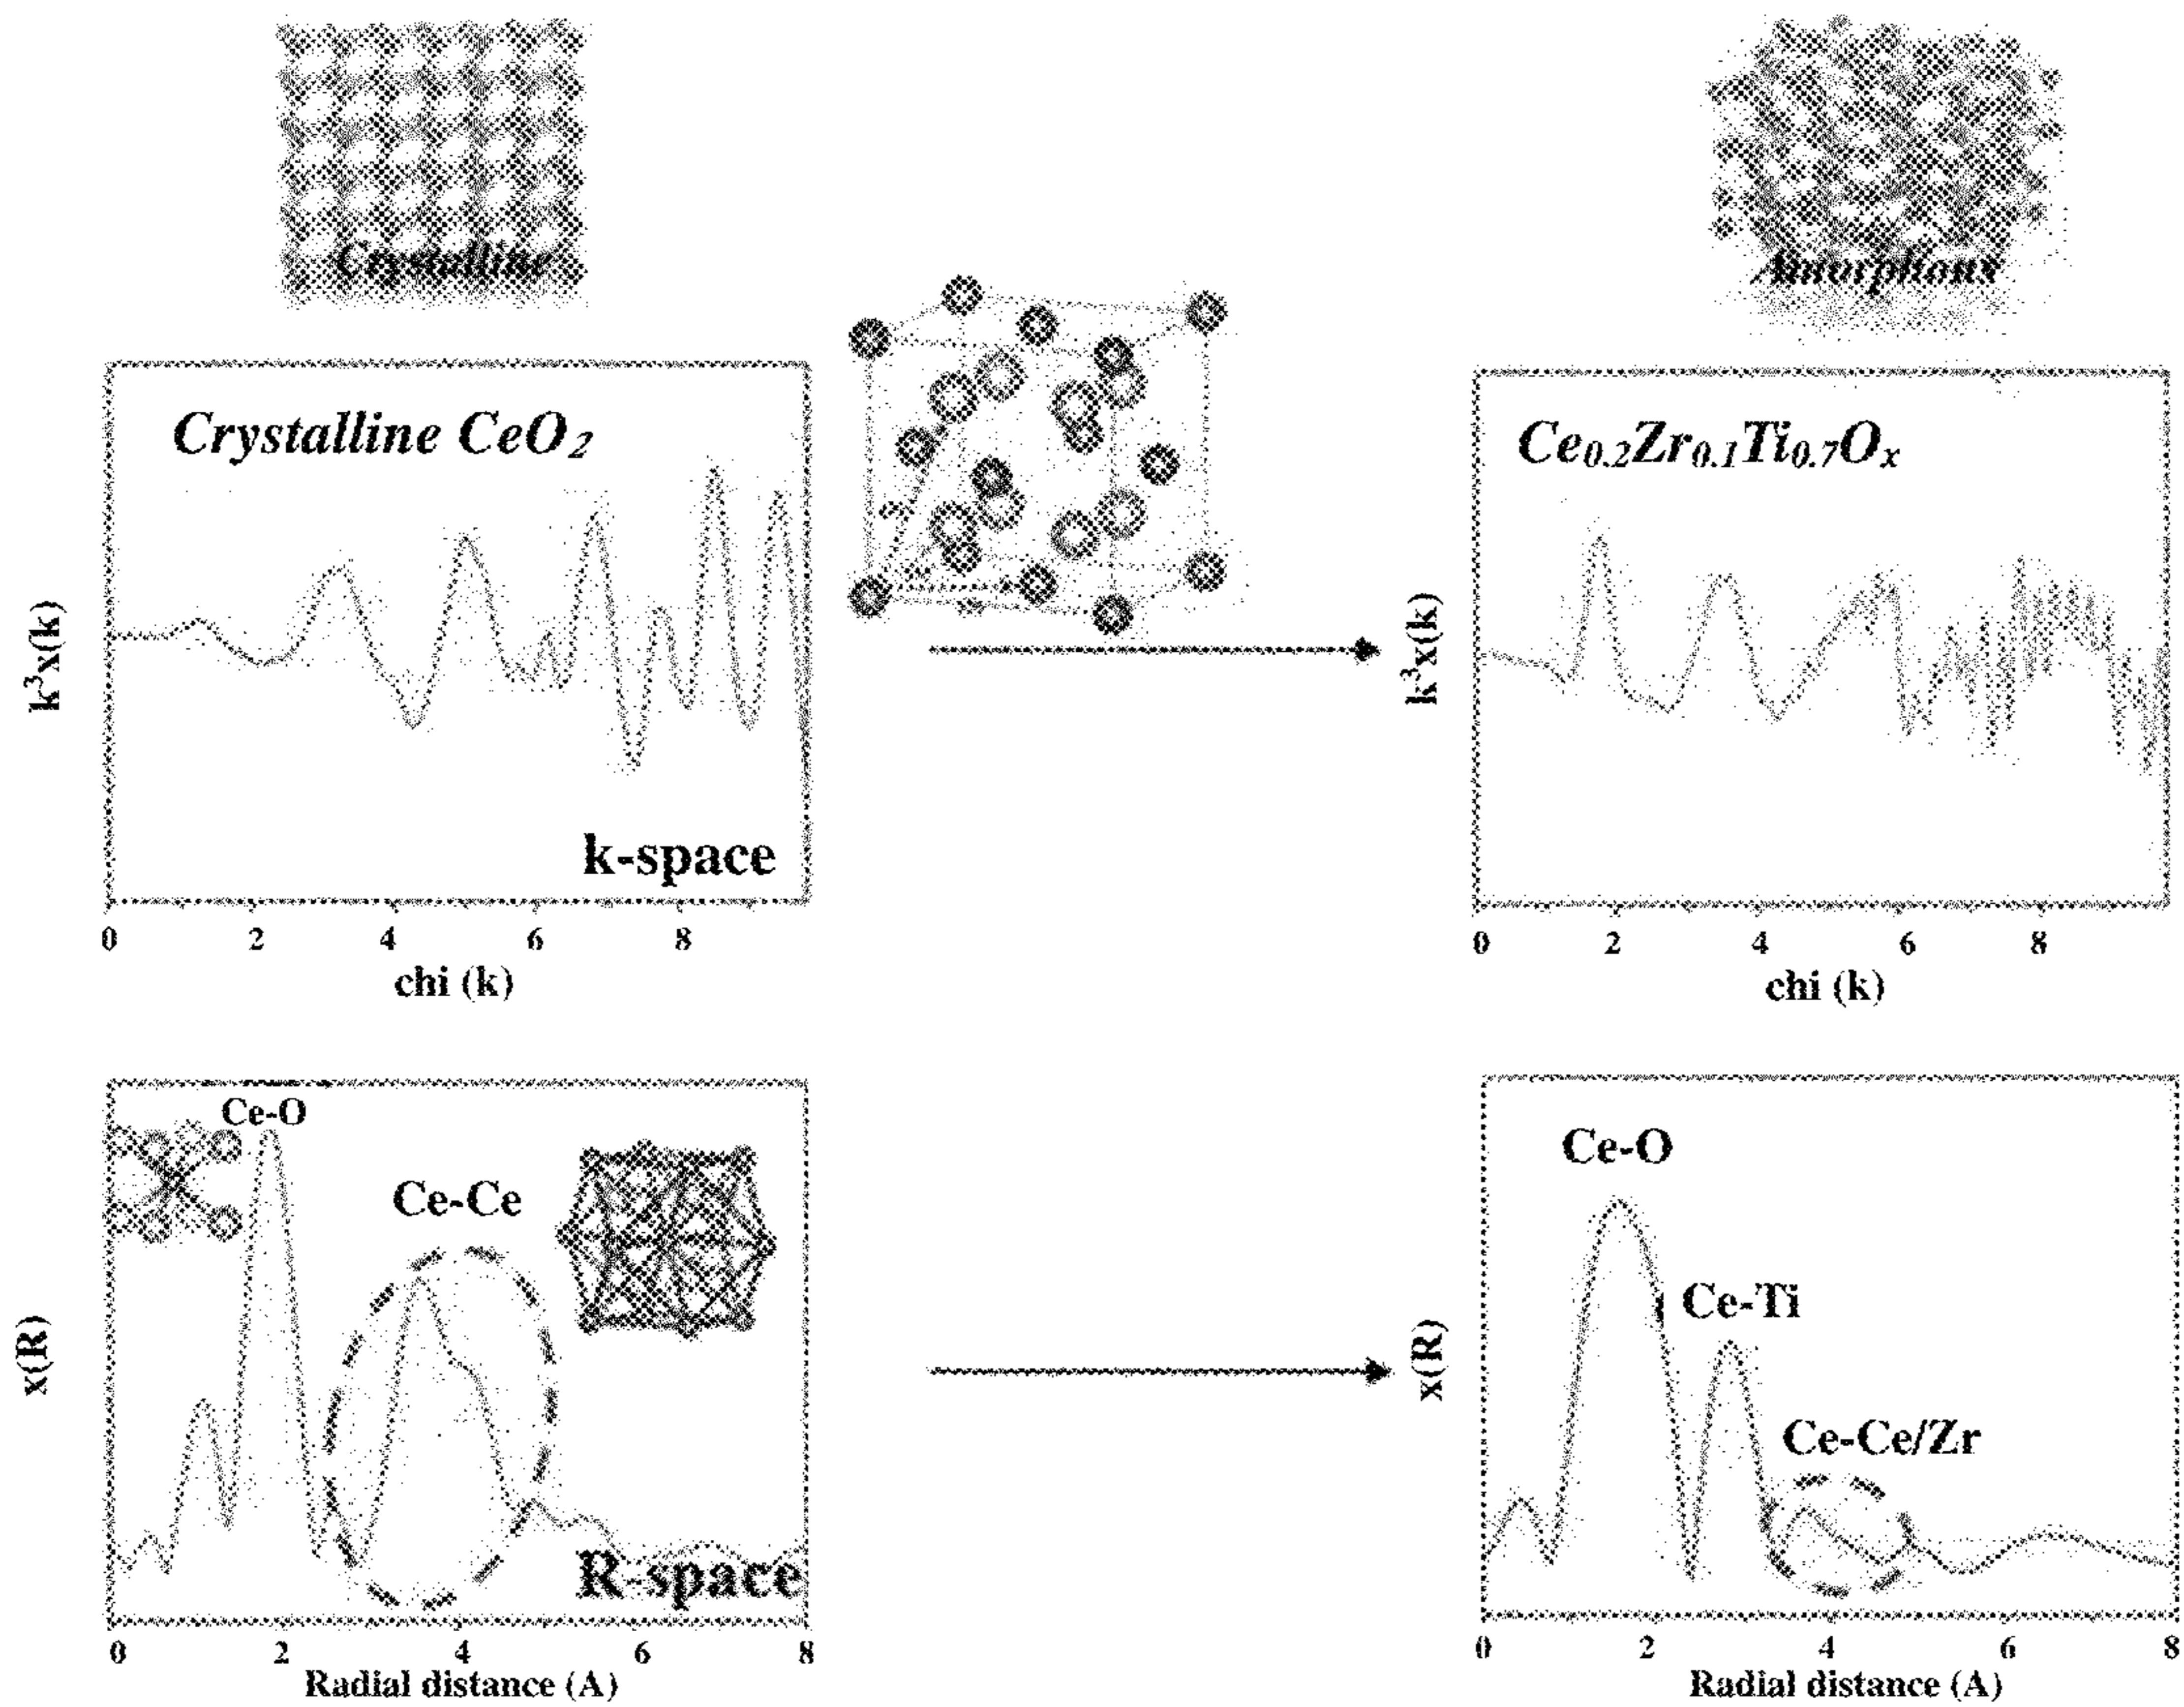 Crystalline
Amorphous
Crystalline CeO₂
k³x(k)
k-space
0 2 4 6 8
chi (k)
Ce₀.₂Zr₀.₁Ti₀.₇Oₓ
k³x(k)
0 2 4 6 8
chi (k)
Ce-O
Ce-Ce
x(R)
R-space
0 2 4 6 8
Radial distance (A)
Ce-O
Ce-Ti
Ce-Ce/Zr
x(R)
0 2 4 6 8
Radial distance (A)